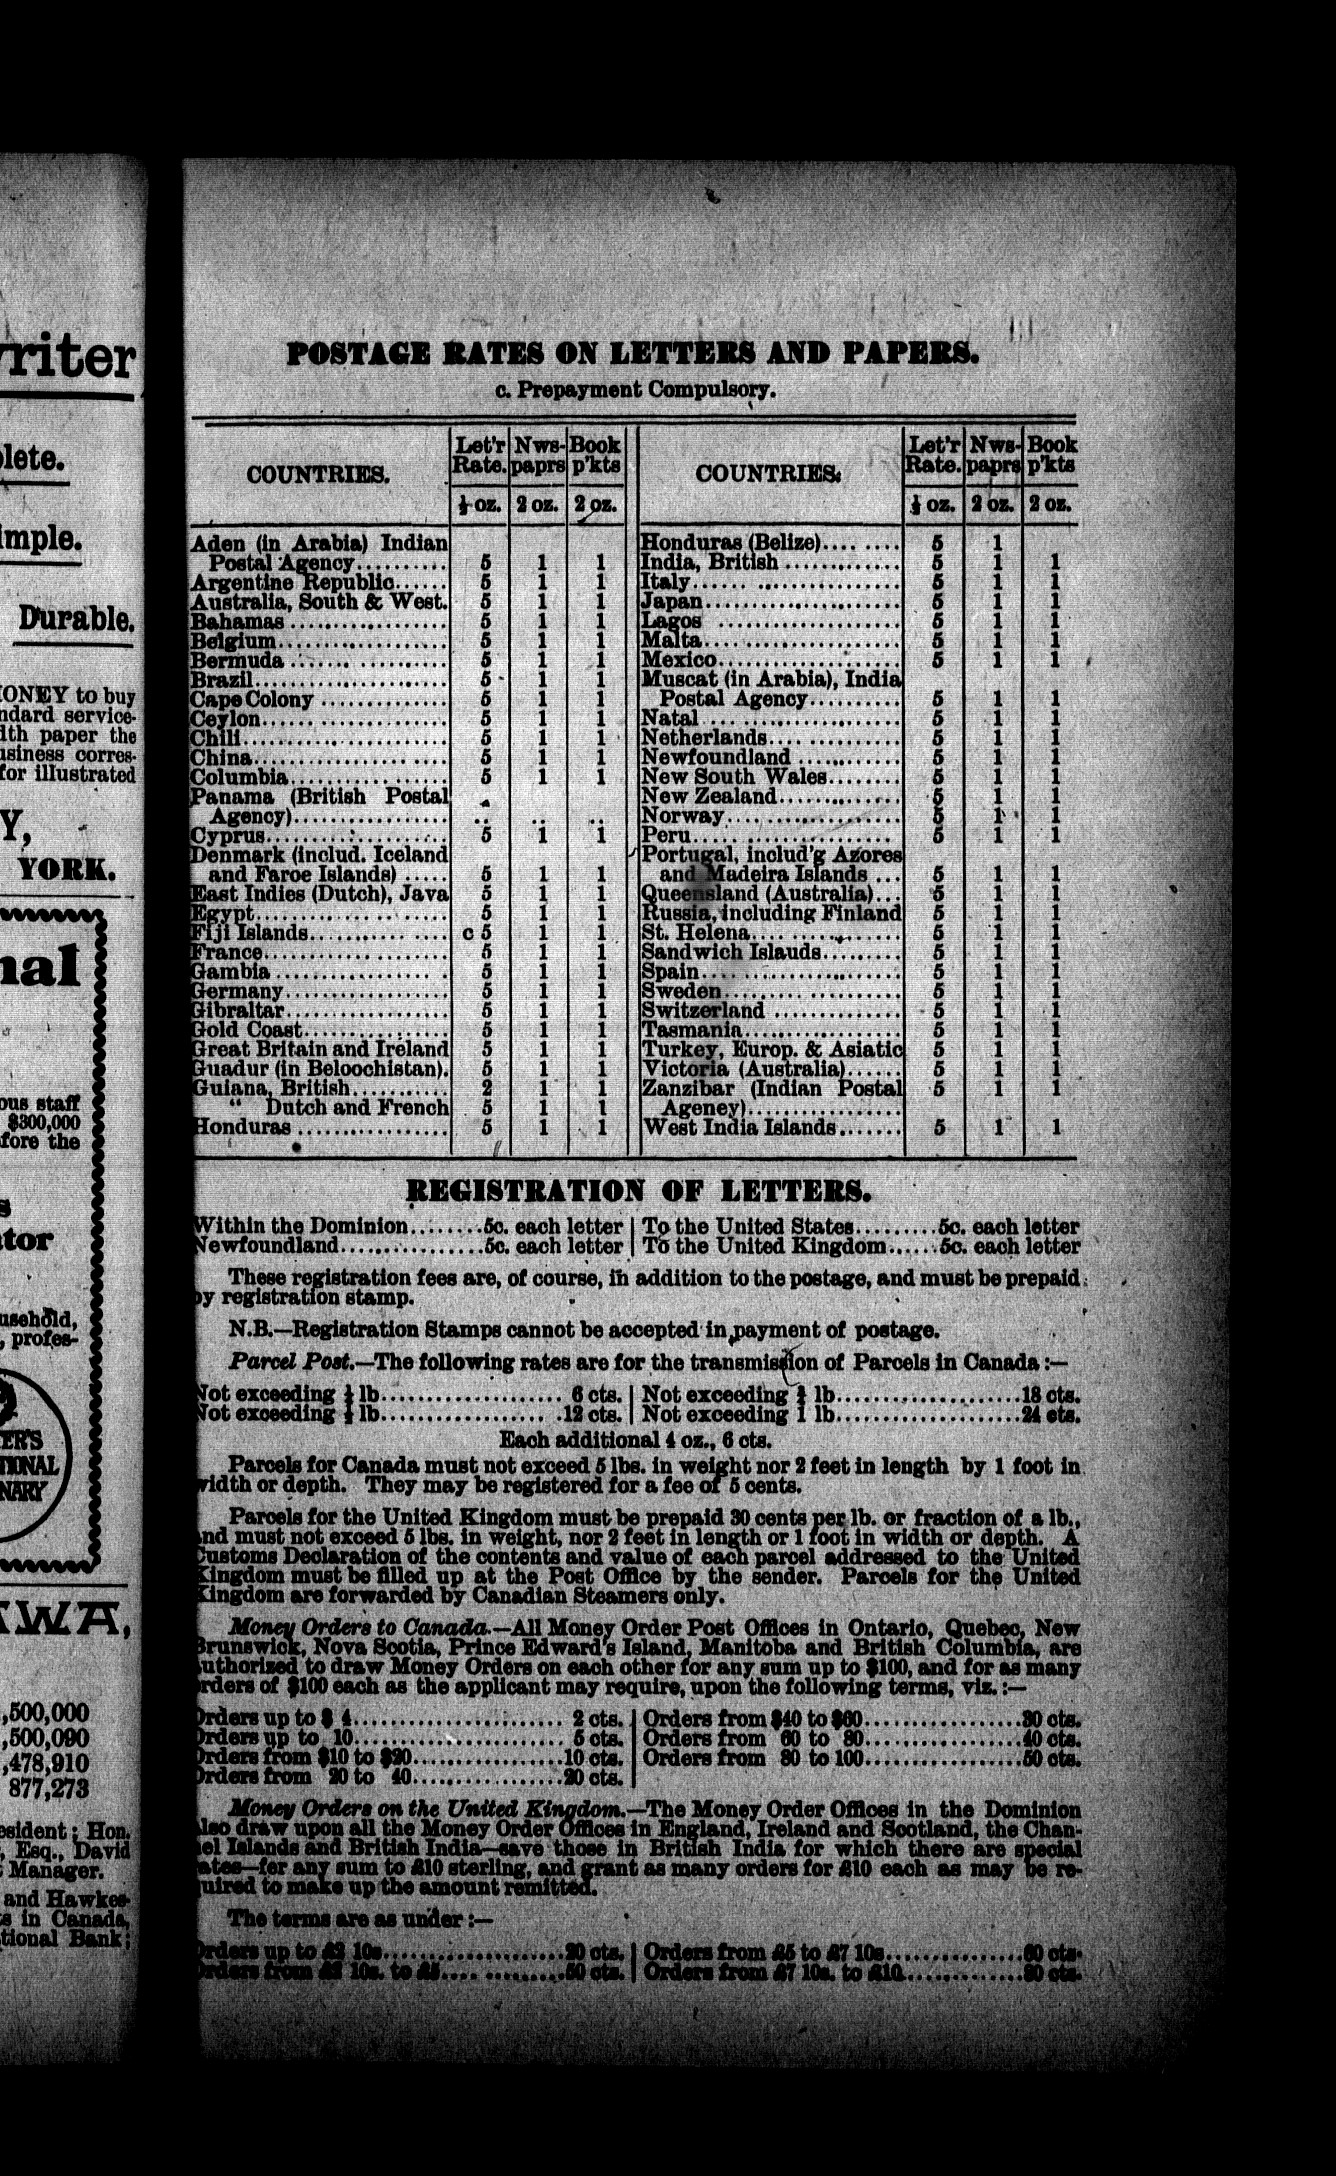 riter
lete.
imple.
Durable.
ONEY to buy
ndard service-
lth paper the
usiness corres-
for illustrated
Y,
YORK.
nal
ous staff
$300,000
fore the
s
tor
usehold,
, profes-
ER'S
TIONAL
NARY
AWA,
,500,000
,500,090
,478,910
877,273
esident; Hon.
, Esq., David
Manager.
and Hawkes-
s in Canada,
tional Bank;
POSTAGE RATES ON LETTERS AND PAPERS.
c. Prepayment Compulsory.
COUNTRIES. Let'r Rate. Nws-paprs Book p'kts
½ oz. 2 oz. 2 oz.
Aden (in Arabia) Indian
Postal Agency.......... 5 1 1
Argentine Republic...... 5 1 1
Australia, South & West. 5 1 1
Bahamas.................. 5 1 1
Belgium................... 5 1 1
Bermuda.................. 5 1 1
Brazil..................... 5 1 1
Cape Colony.............. 5 1 1
Ceylon.................... 5 1 1
Chili...................... 5 1 1
China..................... 5 1 1
Columbia................. 5 1 1
Panama (British Postal
Agency)................. .. .. ..
Cyprus.................... 5 1 1
Denmark (includ. Iceland
and Faroe Islands) ..... 5 1 1
East Indies (Dutch), Java 5 1 1
Egypt..................... 5 1 1
Fiji Islands............... c 5 1 1
France.................... 5 1 1
Gambia................... 5 1 1
Germany.................. 5 1 1
Gibraltar.................. 5 1 1
Gold Coast................ 5 1 1
Great Britain and Ireland 5 1 1
Guadur (in Beloochistan). 5 1 1
Guiana, British........... 2 1 1
" Dutch and French 5 1 1
Honduras................. 5 1 1
COUNTRIES. Let'r Rate. Nws-paprs Book p'kts
½ oz. 2 oz. 2 oz.
Honduras (Belize)......... 5 1
India, British............. 5 1 1
Italy...................... 5 1 1
Japan..................... 5 1 1
Lagos..................... 5 1 1
Malta..................... 5 1 1
Mexico.................... 5 1 1
Muscat (in Arabia), India
Postal Agency.......... 5 1 1
Natal..................... 5 1 1
Netherlands.............. 5 1 1
Newfoundland............ 5 1 1
New South Wales........ 5 1 1
New Zealand............. 5 1 1
Norway................... 5 1 1
Peru...................... 5 1 1
Portugal, includ'g Azores
and Madeira Islands ... 5 1 1
Queensland (Australia)... 5 1 1
Russia, including Finland 5 1 1
St. Helena................ 5 1 1
Sandwich Islauds......... 5 1 1
Spain..................... 5 1 1
Sweden................... 5 1 1
Switzerland.............. 5 1 1
Tasmania................. 5 1 1
Turkey, Europ. & Asiatic 5 1 1
Victoria (Australia)...... 5 1 1
Zanzibar (Indian Postal 5 1 1
Ageney).................
West India Islands....... 5 1 1
REGISTRATION OF LETTERS.
Within the Dominion........5c. each letter | To the United States.........5c. each letter
Newfoundland................5c. each letter | To the United Kingdom......5c. each letter
These registration fees are, of course, in addition to the postage, and must be prepaid
by registration stamp.
N.B.—Registration Stamps cannot be accepted in payment of postage.
Parcel Post.—The following rates are for the transmission of Parcels in Canada:—
Not exceeding ¼ lb.................... 6 cts. | Not exceeding ¾ lb....................18 cts.
Not exceeding ½ lb....................12 cts. | Not exceeding 1 lb....................24 cts.
Each additional 4 oz., 6 cts.
Parcels for Canada must not exceed 5 lbs. in weight nor 2 feet in length by 1 foot in
width or depth. They may be registered for a fee of 5 cents.
Parcels for the United Kingdom must be prepaid 30 cents per lb. or fraction of a lb.,
and must not exceed 5 lbs. in weight, nor 2 feet in length or 1 foot in width or depth. A
Customs Declaration of the contents and value of each parcel addressed to the United
Kingdom must be filled up at the Post Office by the sender. Parcels for the United
Kingdom are forwarded by Canadian Steamers only.
Money Orders to Canada.—All Money Order Post Offices in Ontario, Quebec, New
Brunswick, Nova Scotia, Prince Edward's Island, Manitoba and British Columbia, are
authorized to draw Money Orders on each other for any sum up to $100, and for as many
orders of $100 each as the applicant may require, upon the following terms, viz.:—
Orders up to $ 4....................... 2 cts. | Orders from $40 to $60..................30 cts.
Orders up to 10....................... 5 cts. | Orders from 60 to 80..................40 cts.
Orders from $10 to $20................10 cts. | Orders from 80 to 100..................50 cts.
Orders from 20 to 40................20 cts. |
Money Orders on the United Kingdom.—The Money Order Offices in the Dominion
also draw upon all the Money Order Offices in England, Ireland and Scotland, the Chan-
nel Islands and British India—save those in British India for which there are special
rates—for any sum to £10 sterling, and grant as many orders for £10 each as may be re-
quired to make up the amount remitted.
The terms are as under:—
Orders up to £2 10s....................20 cts. | Orders from £5 to £7 10s................60 cts.
Orders from £2 10s. to £5...............50 cts. | Orders from £7 10s. to £10..............80 cts.